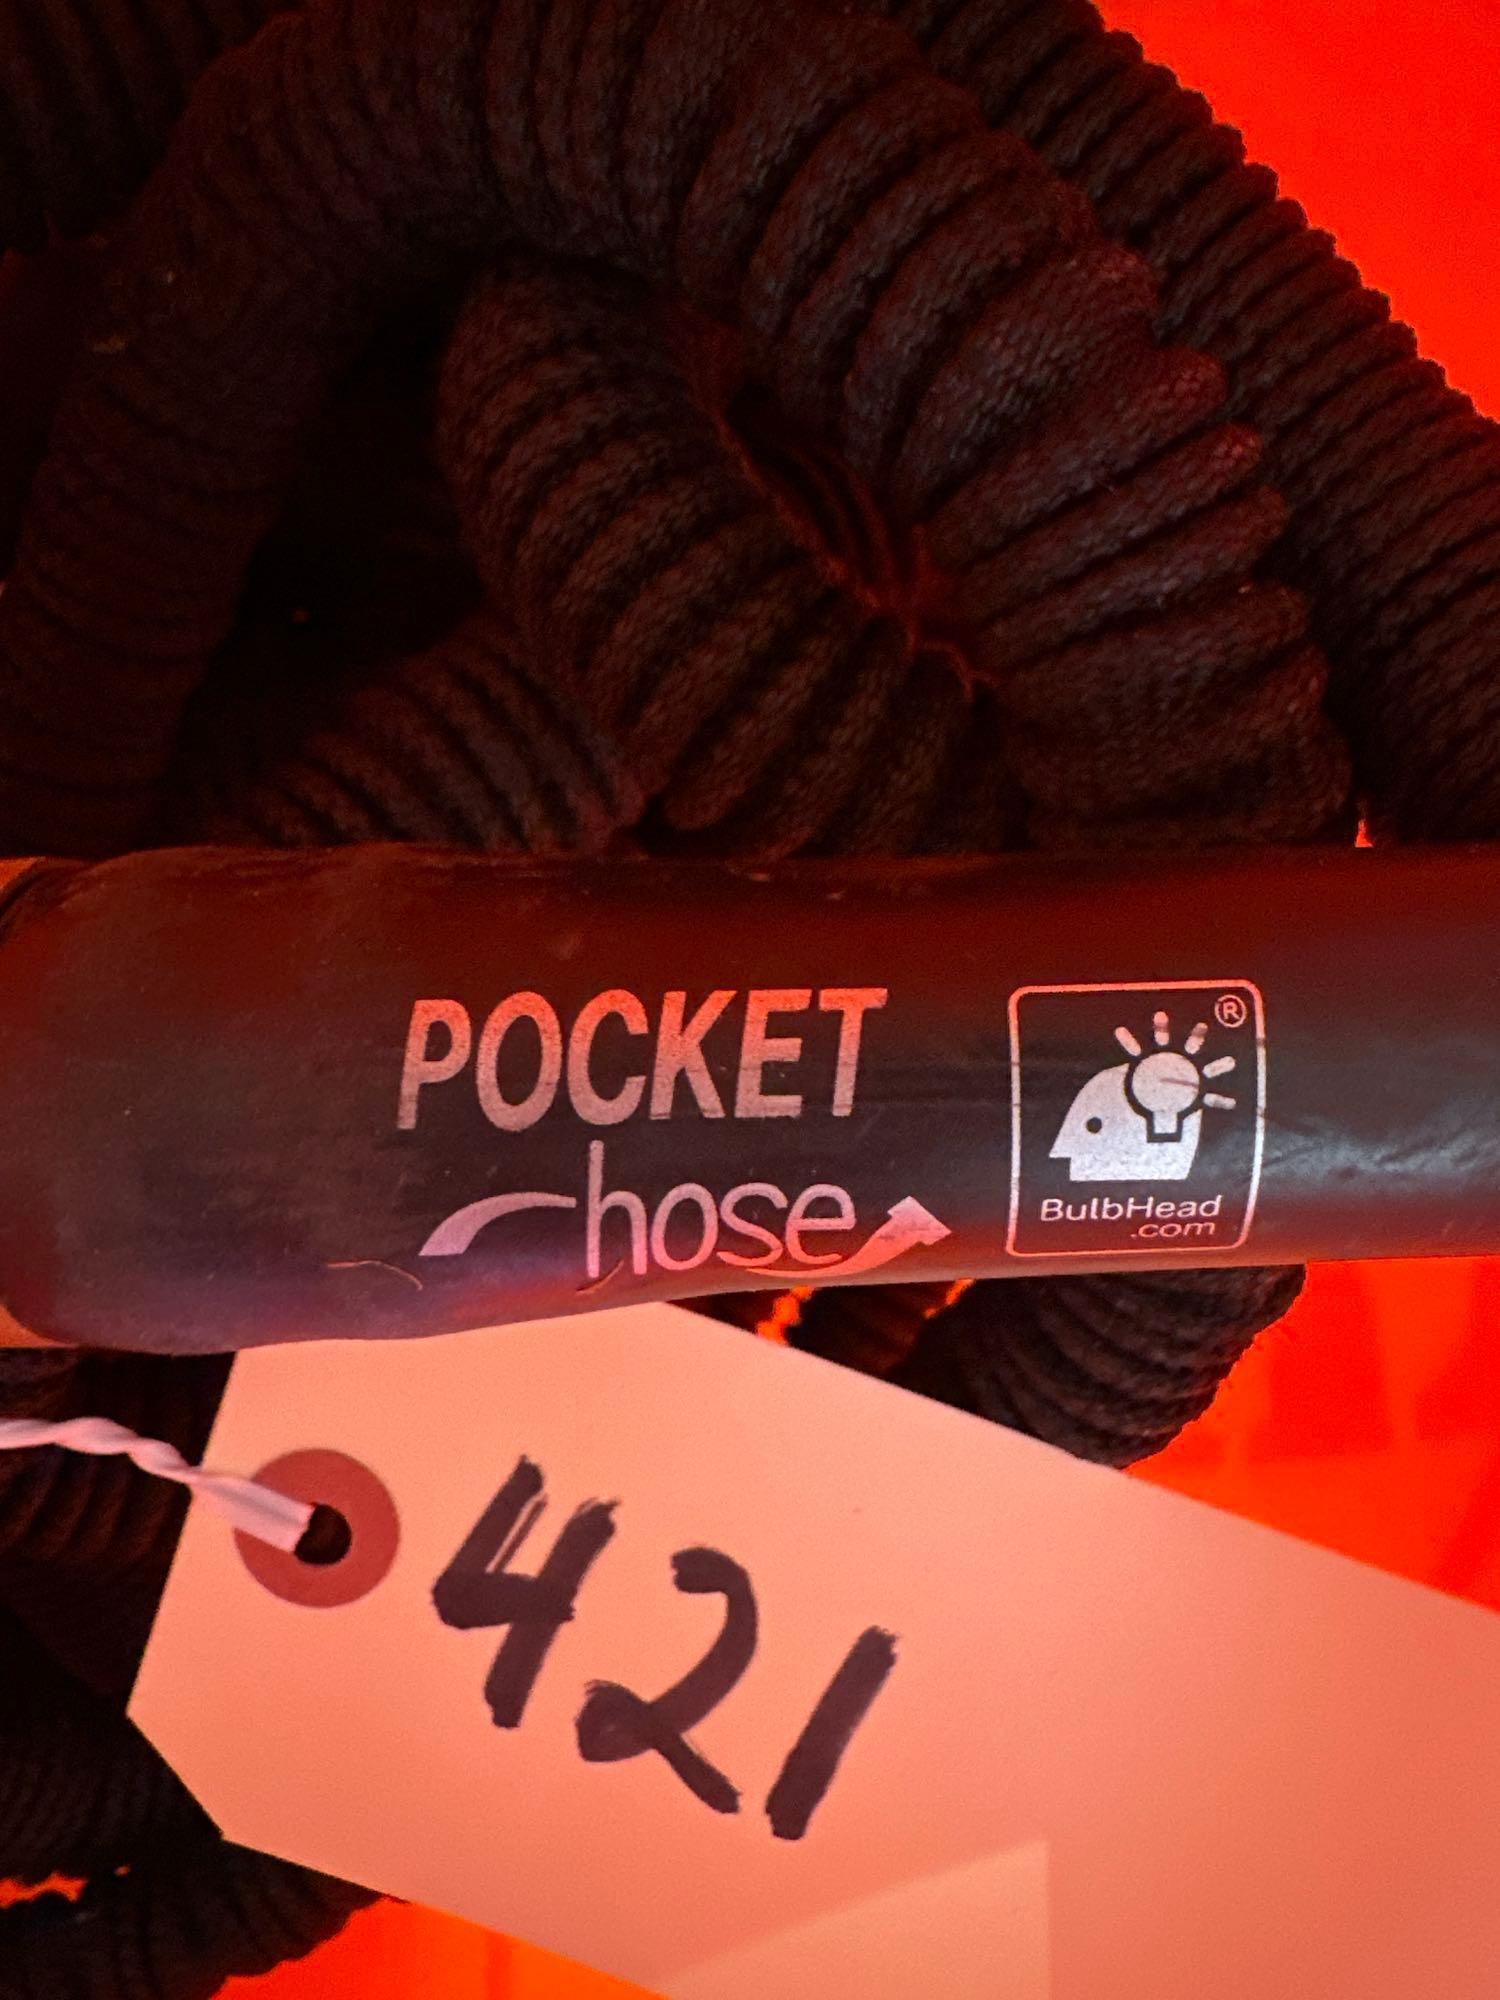 POCKET
hose
®
BulbHead
.com
421